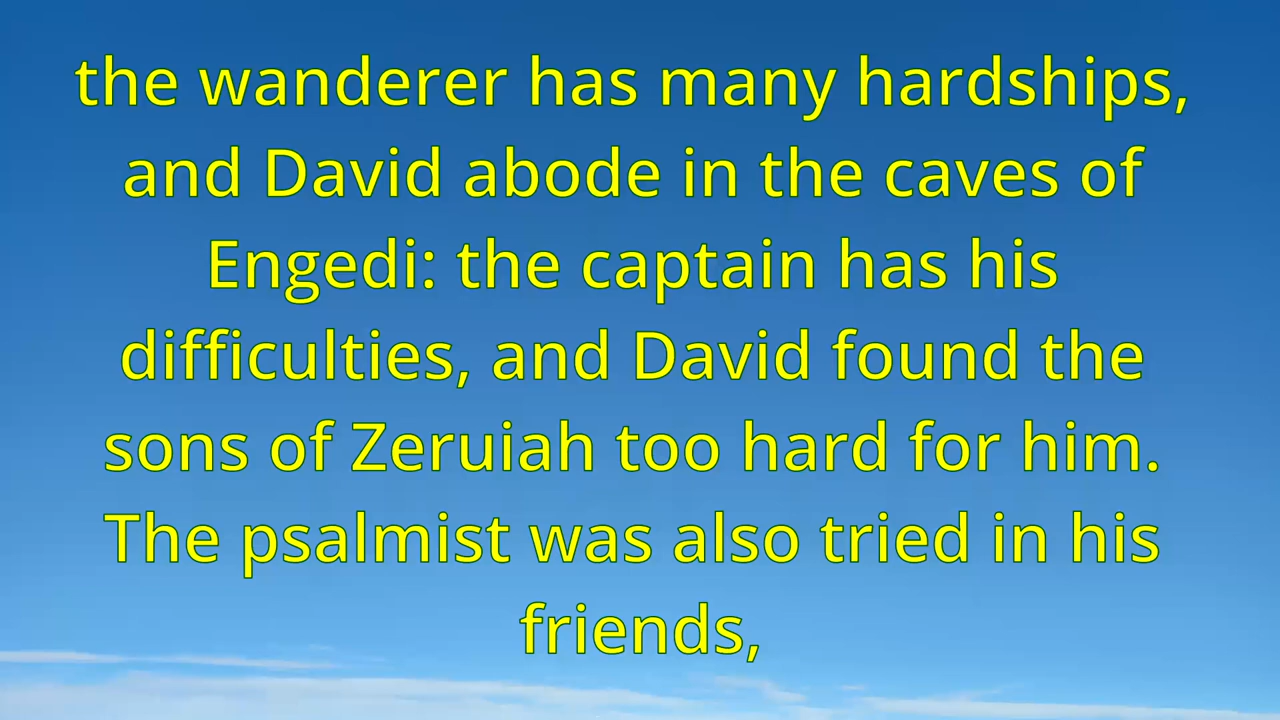 the wanderer has many hardships,
and David abode in the caves of
Engedi: the captain has his
difficulties, and David found the
sons of Zeruiah too hard for him.
The psalmist was also tried in his
friends,